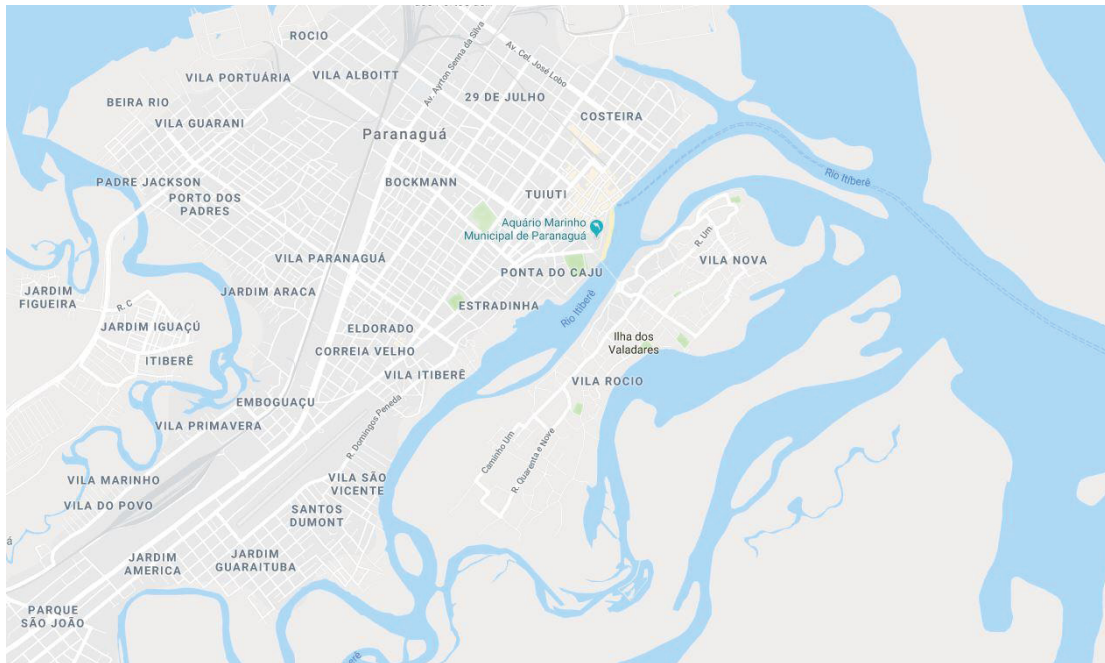 ROCIO
Av. Ayrton Senna da Silva
Av. Cel. José Lobo
VILA PORTUÁRIA
VILA ALBOITT
29 DE JULHO
BEIRA RIO
VILA GUARANI
COSTEIRA
Paranaguá
Rio Itiberê
PADRE JACKSON
BOCKMANN
TUIUTI
PORTO DOS
PADRES
Aquário Marinho
Municipal de Paranaguá
R. Um
VILA NOVA
VILA PARANAGUÁ
PONTA DO CAJU
JARDIM
FIGUEIRA
JARDIM ARACA
ESTRADINHA
Rio Itiberê
R. C
JARDIM IGUAÇÚ
ELDORADO
Ilha dos
Valadares
ITIBERÊ
CORREIA VELHO
VILA ITIBERÊ
VILA ROCIO
EMBOGUAÇU
R. Domingos Peneda
VILA PRIMAVERA
Caminho Um
R. Quarenta e Nove
VILA MARINHO
VILA SÃO
VICENTE
VILA DO POVO
SANTOS
DUMONT
JARDIM
AMERICA
JARDIM
GUARAITUBA
PARQUE
SÃO JOÃO